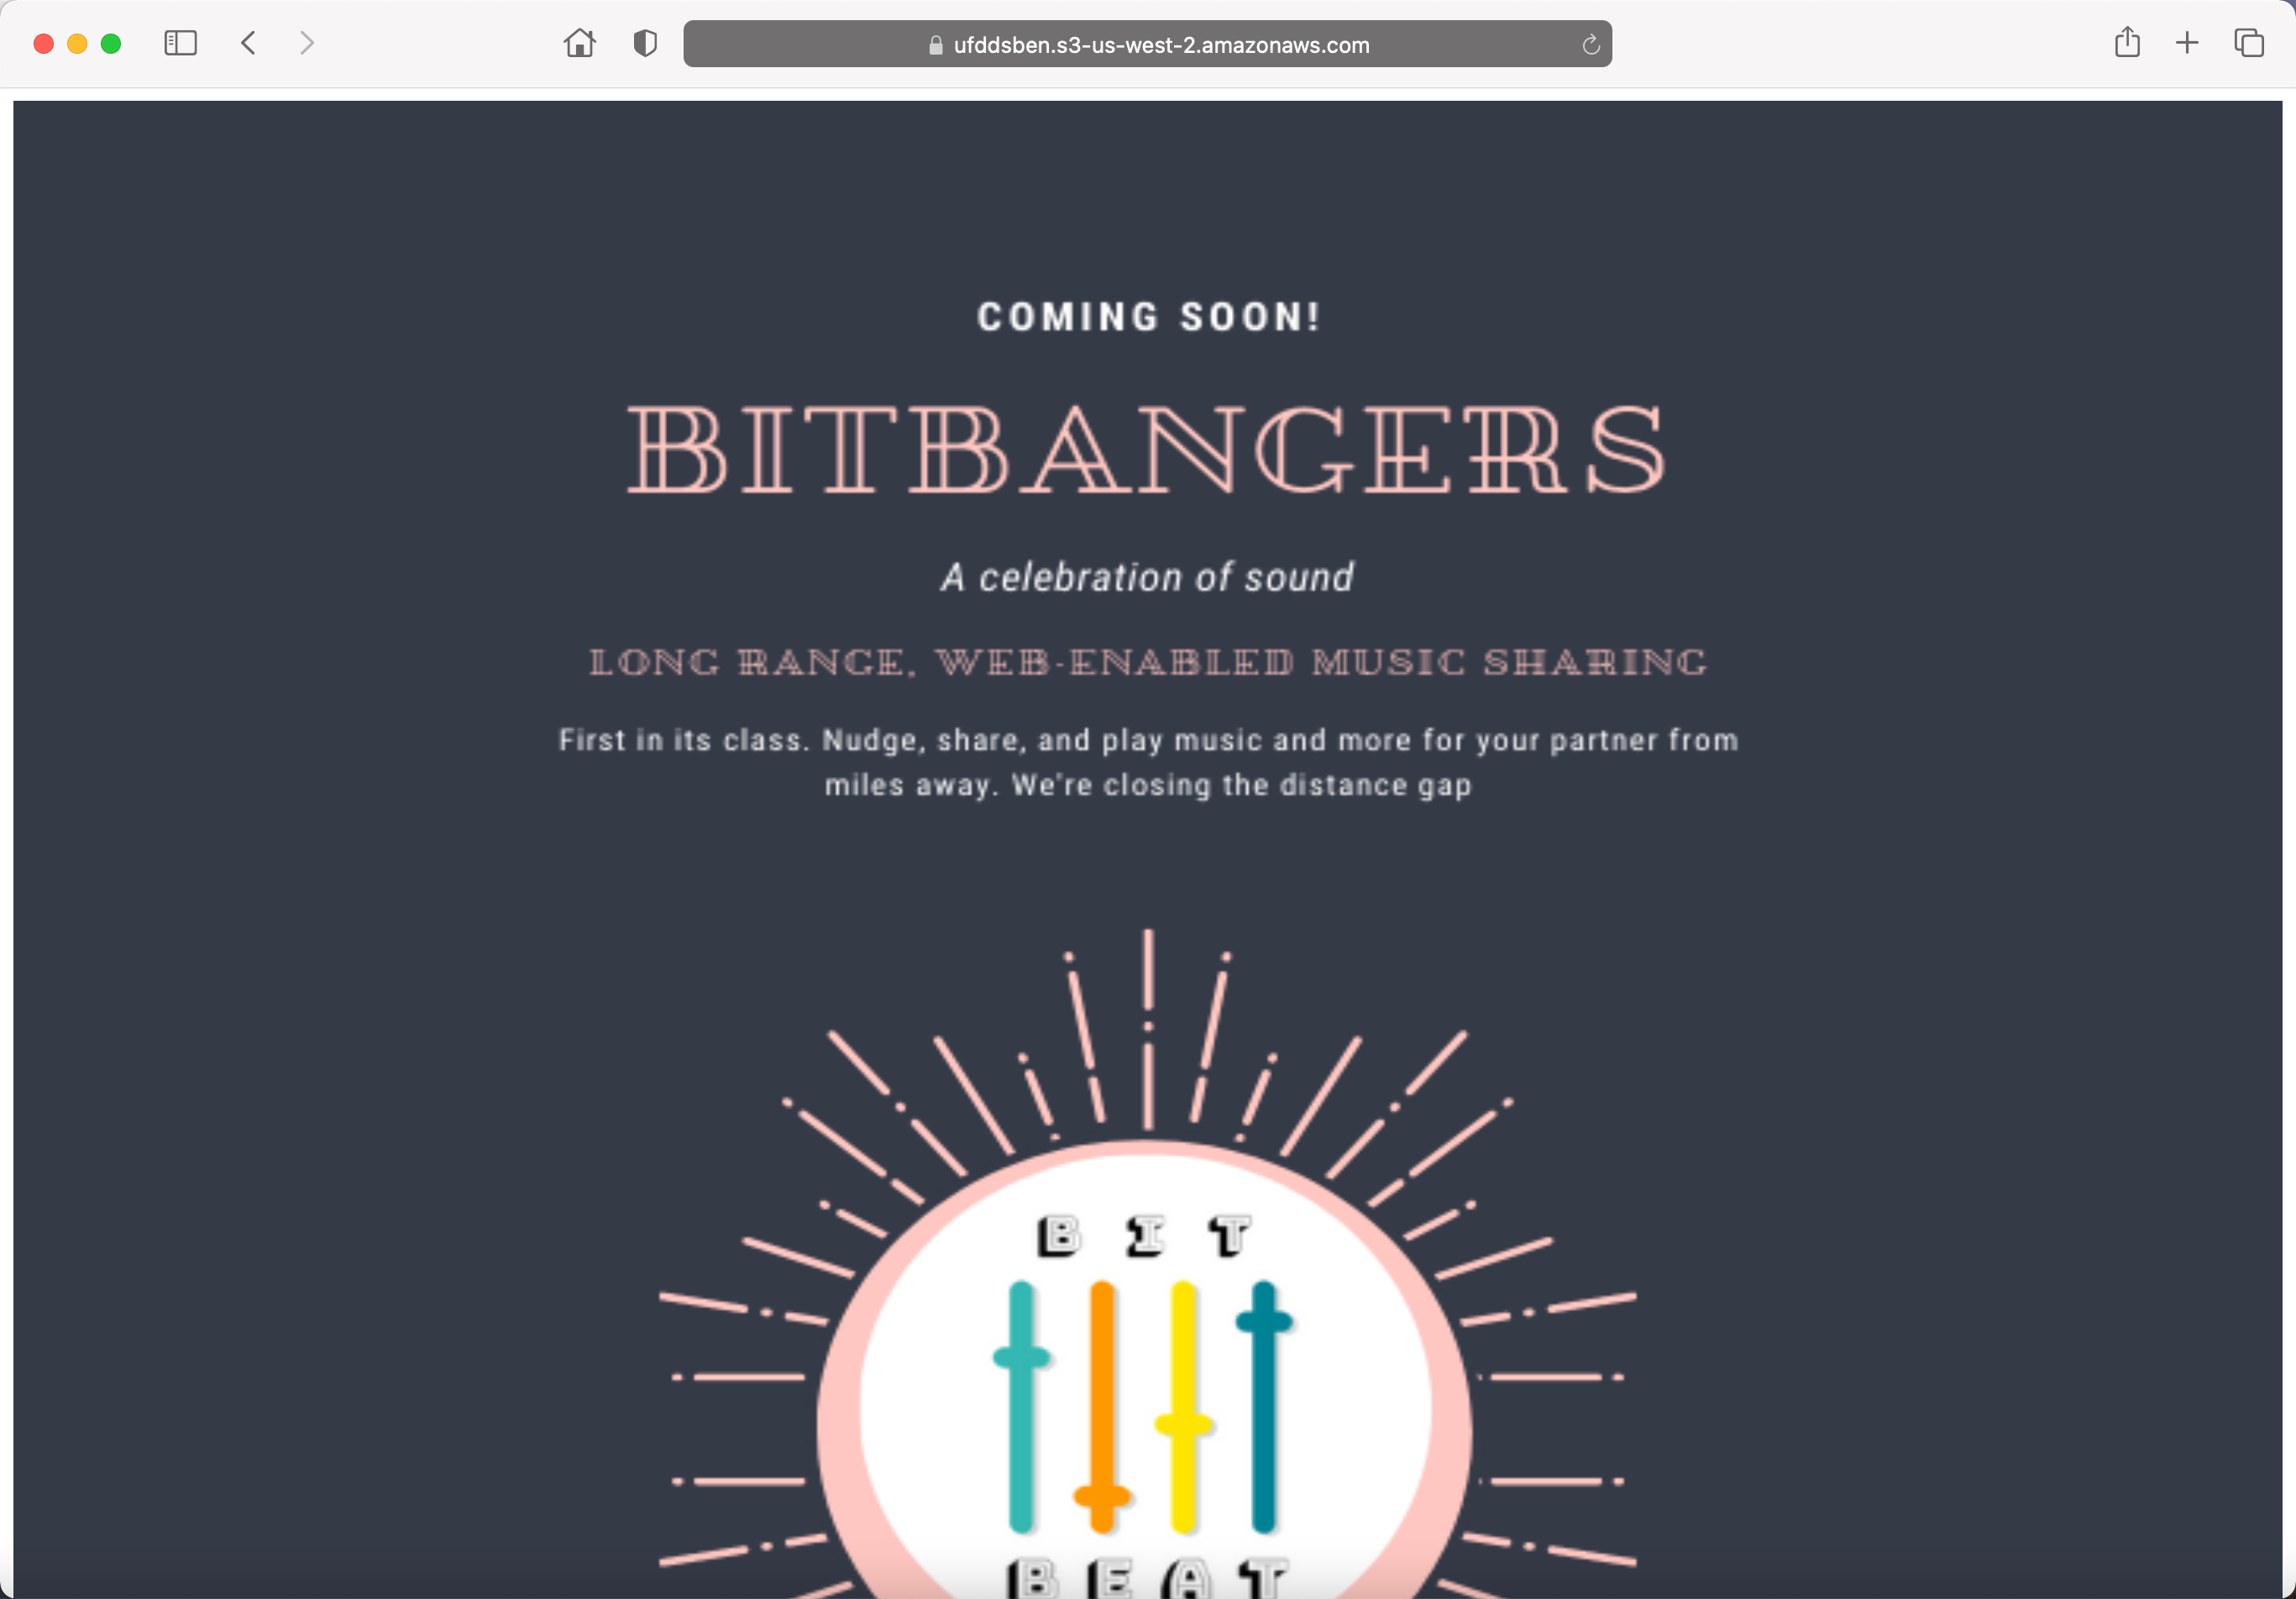 ufddsben.s3-us-west-2.amazonaws.com
COMING SOON!
BITBANGERS
A celebration of sound
LONG RANGE, WEB-ENABLED MUSIC SHARING
First in its class. Nudge, share, and play music and more for your partner from
miles away. We're closing the distance gap
BIT
BEAT